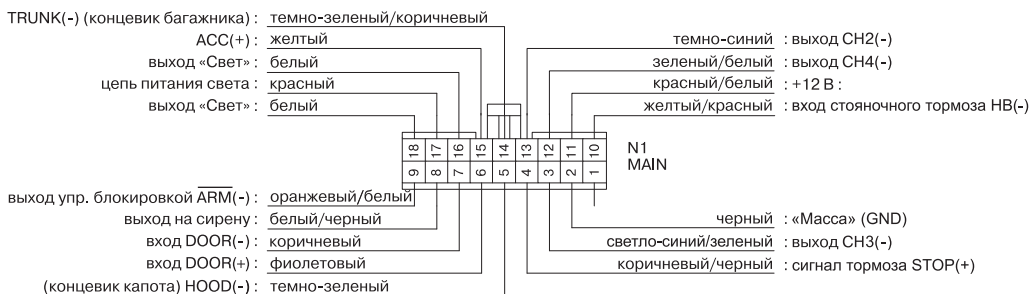 TRUNK(-) (концевик багажника) : темно-зеленый/коричневый
ACC(+) : желтый
выход «Свет» : белый
цепь питания света : красный
выход «Свет» : белый
темно-синий : выход CH2(-)
зеленый/белый : выход CH4(-)
красный/белый : +12 В :
желтый/красный : вход стояночного тормоза HB(-)
18 17 16 15 14 13 12 11 10
9 8 7 6 5 4 3 2 1
N1
MAIN
выход упр. блокировкой ARM(-) : оранжевый/белый
выход на сирену : белый/черный
вход DOOR(-) : коричневый
вход DOOR(+) : фиолетовый
(концевик капота) HOOD(-) : темно-зеленый
черный : «Масса» (GND)
светло-синий/зеленый : выход CH3(-)
коричневый/черный : сигнал тормоза STOP(+)